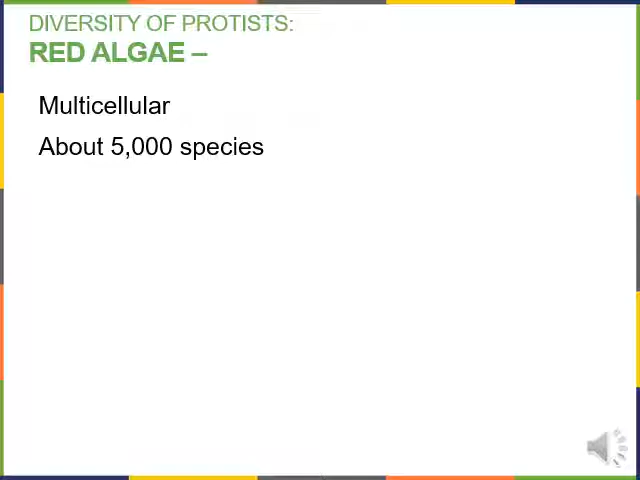 DIVERSITY OF PROTISTS:
RED ALGAE –
Multicellular
About 5,000 species